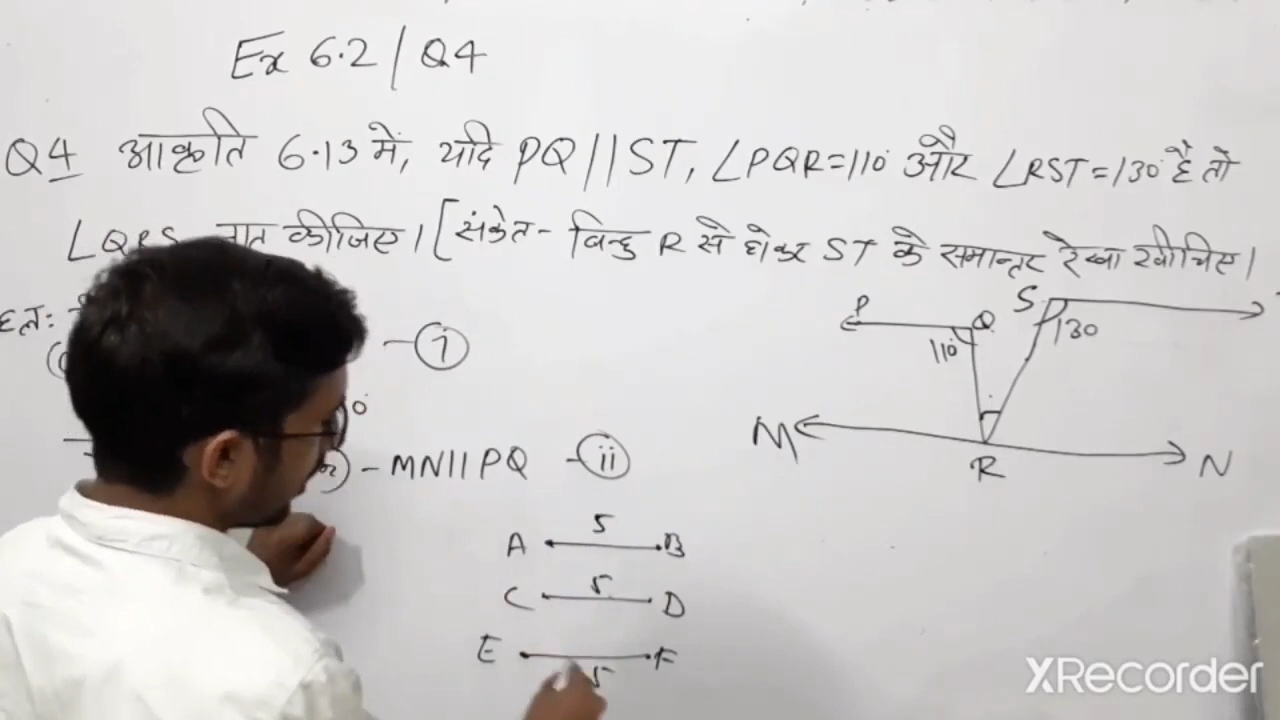 Ex 6.2 / Q4
Q4 आकृति 6.13 में, यदि PQ || ST, ∠PQR = 110° और ∠RST = 130° है तो
∠QRS ज्ञात कीजिए। [संकेत - बिन्दु R से होकर ST के समान्तर रेखा खीचिए।
हल:
- i
- MN || PQ - ii
A 5 B
C 5 D
E 5 F
P Q S
110° 130
M R N
XRecorder